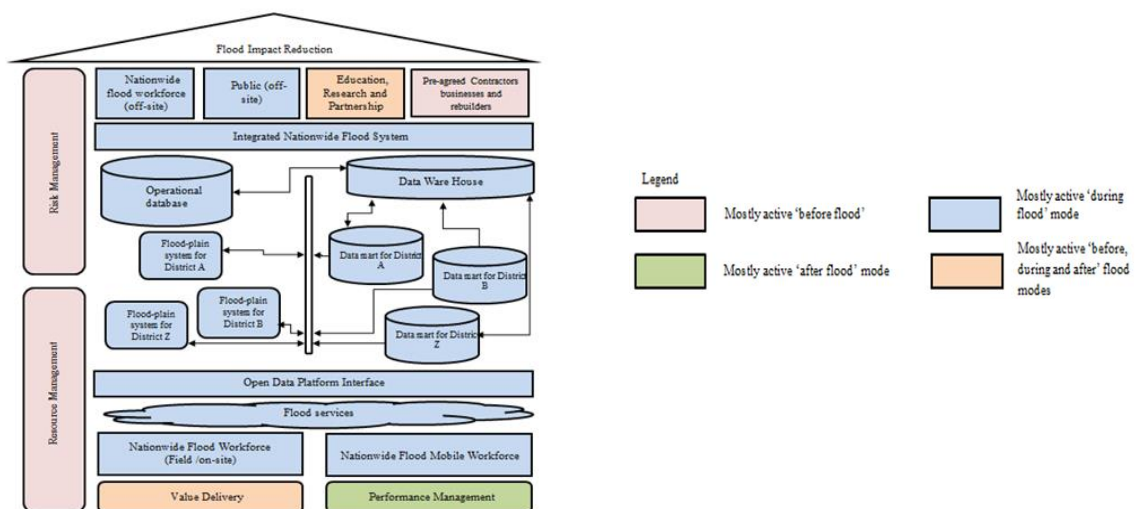 Flood Impact Reduction
Risk Management
Nationwide
flood workforce
(off-site)
Public (off-
site)
Education,
Research and
Partnership
Pre-agreed Contractors
businesses and
rebuilders
Integrated Nationwide Flood System
Operational
database
Data Ware House
Flood-plain
system for
District A
Data mart for District
A
Data mart for District
B
Flood-plain
system for
District B
Flood-plain
system for
District Z
Data mart for District
Z
Resource Management
Open Data Platform Interface
Flood services
Nationwide Flood Workforce
(Field /on-site)
Nationwide Flood Mobile Workforce
Value Delivery
Performance Management
Legend
Mostly active ‘before flood’
Mostly active ‘during
flood’ mode
Mostly active ‘after flood’ mode
Mostly active ‘before,
during and after’ flood
modes